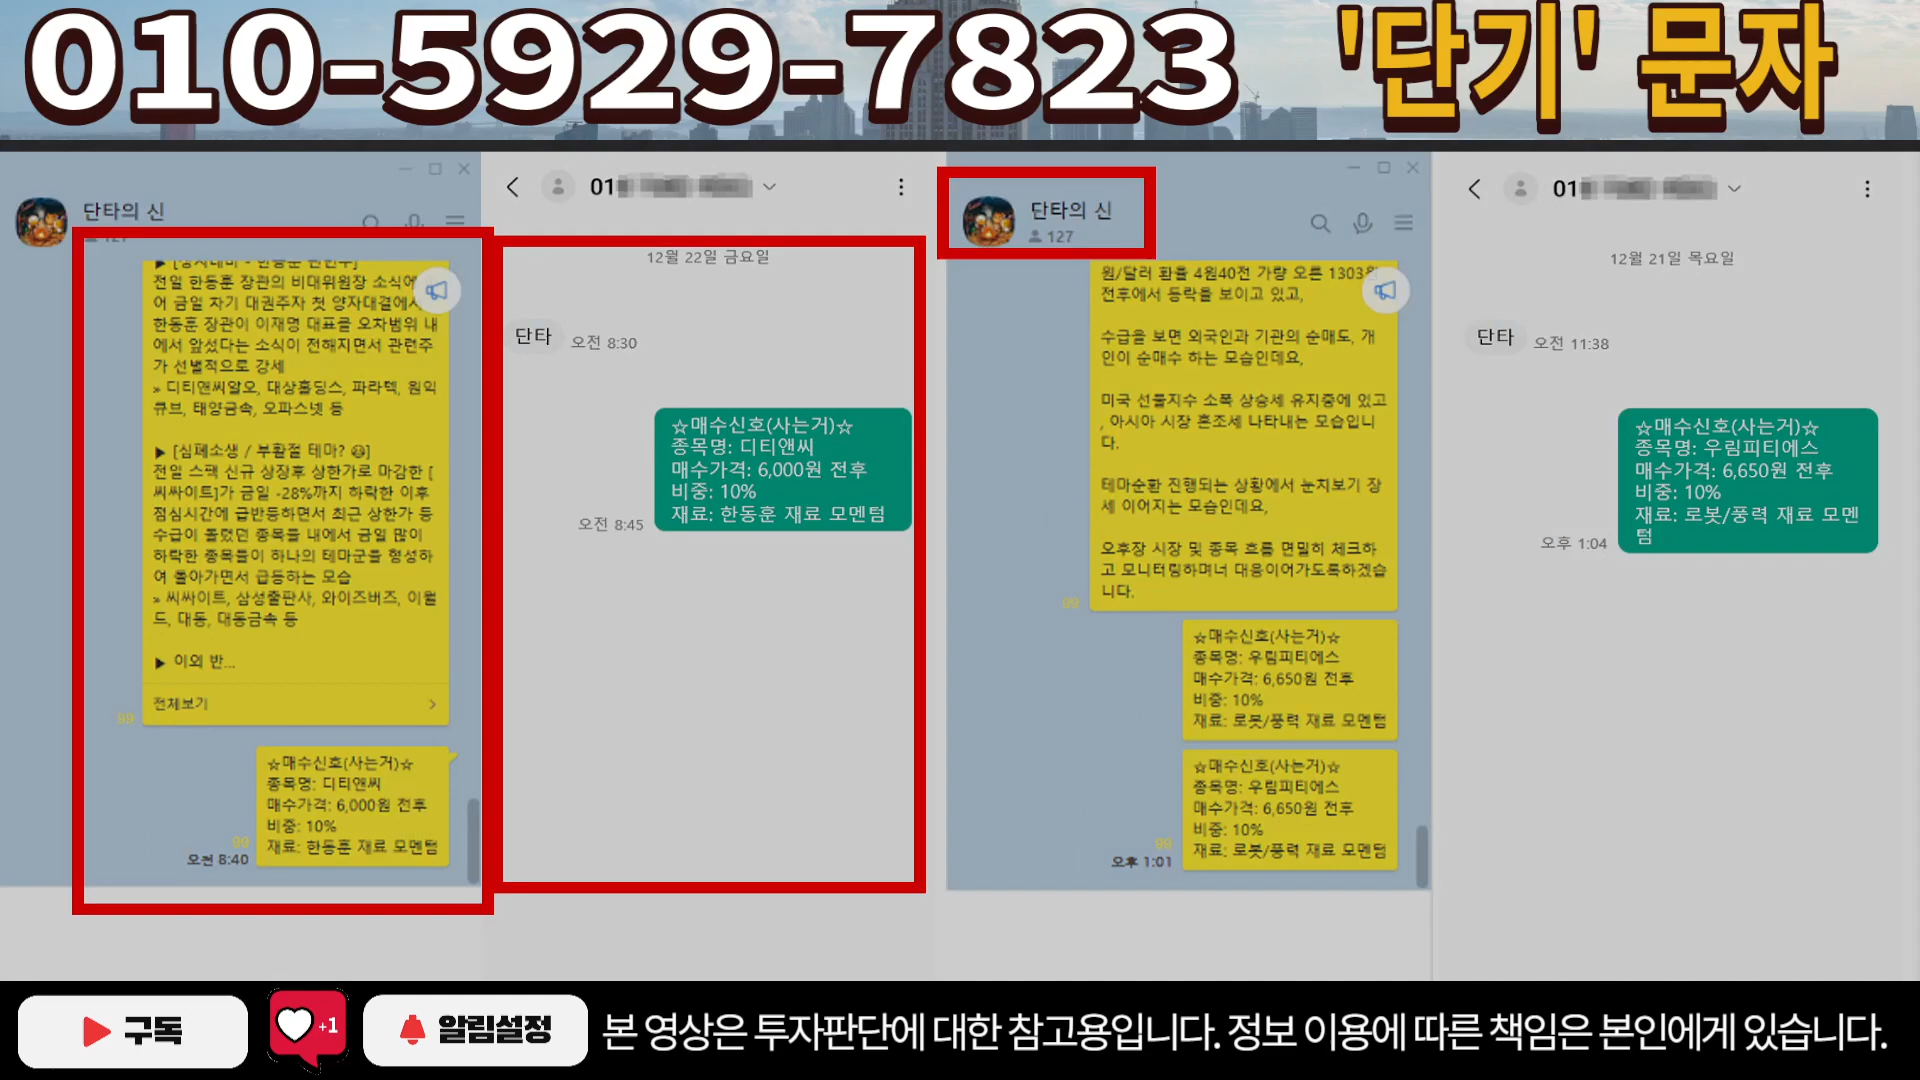 010-5929-7823 '단기' 문자
단타의 신
전일 한동훈 장관의 비대위원장 소식에
어 금일 차기 대권주자 첫 양자대결에서
한동훈 장관이 이재명 대표를 오차범위 내
에서 앞섰다는 소식이 전해지면서 관련주
가 선별적으로 강세
» 디티앤씨알오, 대상홀딩스, 파라텍, 원익
큐브, 태양금속, 오파스넷 등
▶ [심폐소생 / 부활절 테마? 😆]
전일 스팩 신규 상장후 상한가로 마감한 [
씨싸이트]가 금일 -28%까지 하락한 이후
점심시간에 급반등하면서 최근 상한가 등
수급이 몰렸던 종목들 내에서 금일 많이
하락한 종목들이 하나의 테마군을 형성하
여 돌아가면서 급등하는 모습
» 씨싸이트, 삼성출판사, 와이즈버즈, 이월
드, 대동, 대동금속 등
▶ 이외 반...
전체보기
99
☆매수신호(사는거)☆
종목명: 디티앤씨
매수가격: 6,000원 전후
비중: 10%
재료: 한동훈 재료 모멘텀
99
오전 8:40
01
12월 22일 금요일
단타
오전 8:30
☆매수신호(사는거)☆
종목명: 디티앤씨
매수가격: 6,000원 전후
비중: 10%
재료: 한동훈 재료 모멘텀
오전 8:45
단타의 신
127
원/달러 환율 4원40전 가량 오른 1303원
전후에서 등락을 보이고 있고,
수급을 보면 외국인과 기관의 순매도, 개
인이 순매수 하는 모습인데요,
미국 선물지수 소폭 상승세 유지중에 있고
, 아시아 시장 혼조세 나타내는 모습입니
다.
테마순환 진행되는 상황에서 눈치보기 장
세 이어지는 모습인데요,
오후장 시장 및 종목 흐름 면밀히 체크하
고 모니터링하며너 대응이어가도록하겠습
니다.
99
☆매수신호(사는거)☆
종목명: 우림피티에스
매수가격: 6,650원 전후
비중: 10%
재료: 로봇/풍력 재료 모멘텀
☆매수신호(사는거)☆
종목명: 우림피티에스
매수가격: 6,650원 전후
비중: 10%
재료: 로봇/풍력 재료 모멘텀
99
오후 1:01
01
12월 21일 목요일
단타
오전 11:38
☆매수신호(사는거)☆
종목명: 우림피티에스
매수가격: 6,650원 전후
비중: 10%
재료: 로봇/풍력 재료 모멘
텀
오후 1:04
구독
+1
알림설정
본 영상은 투자판단에 대한 참고용입니다. 정보 이용에 따른 책임은 본인에게 있습니다.